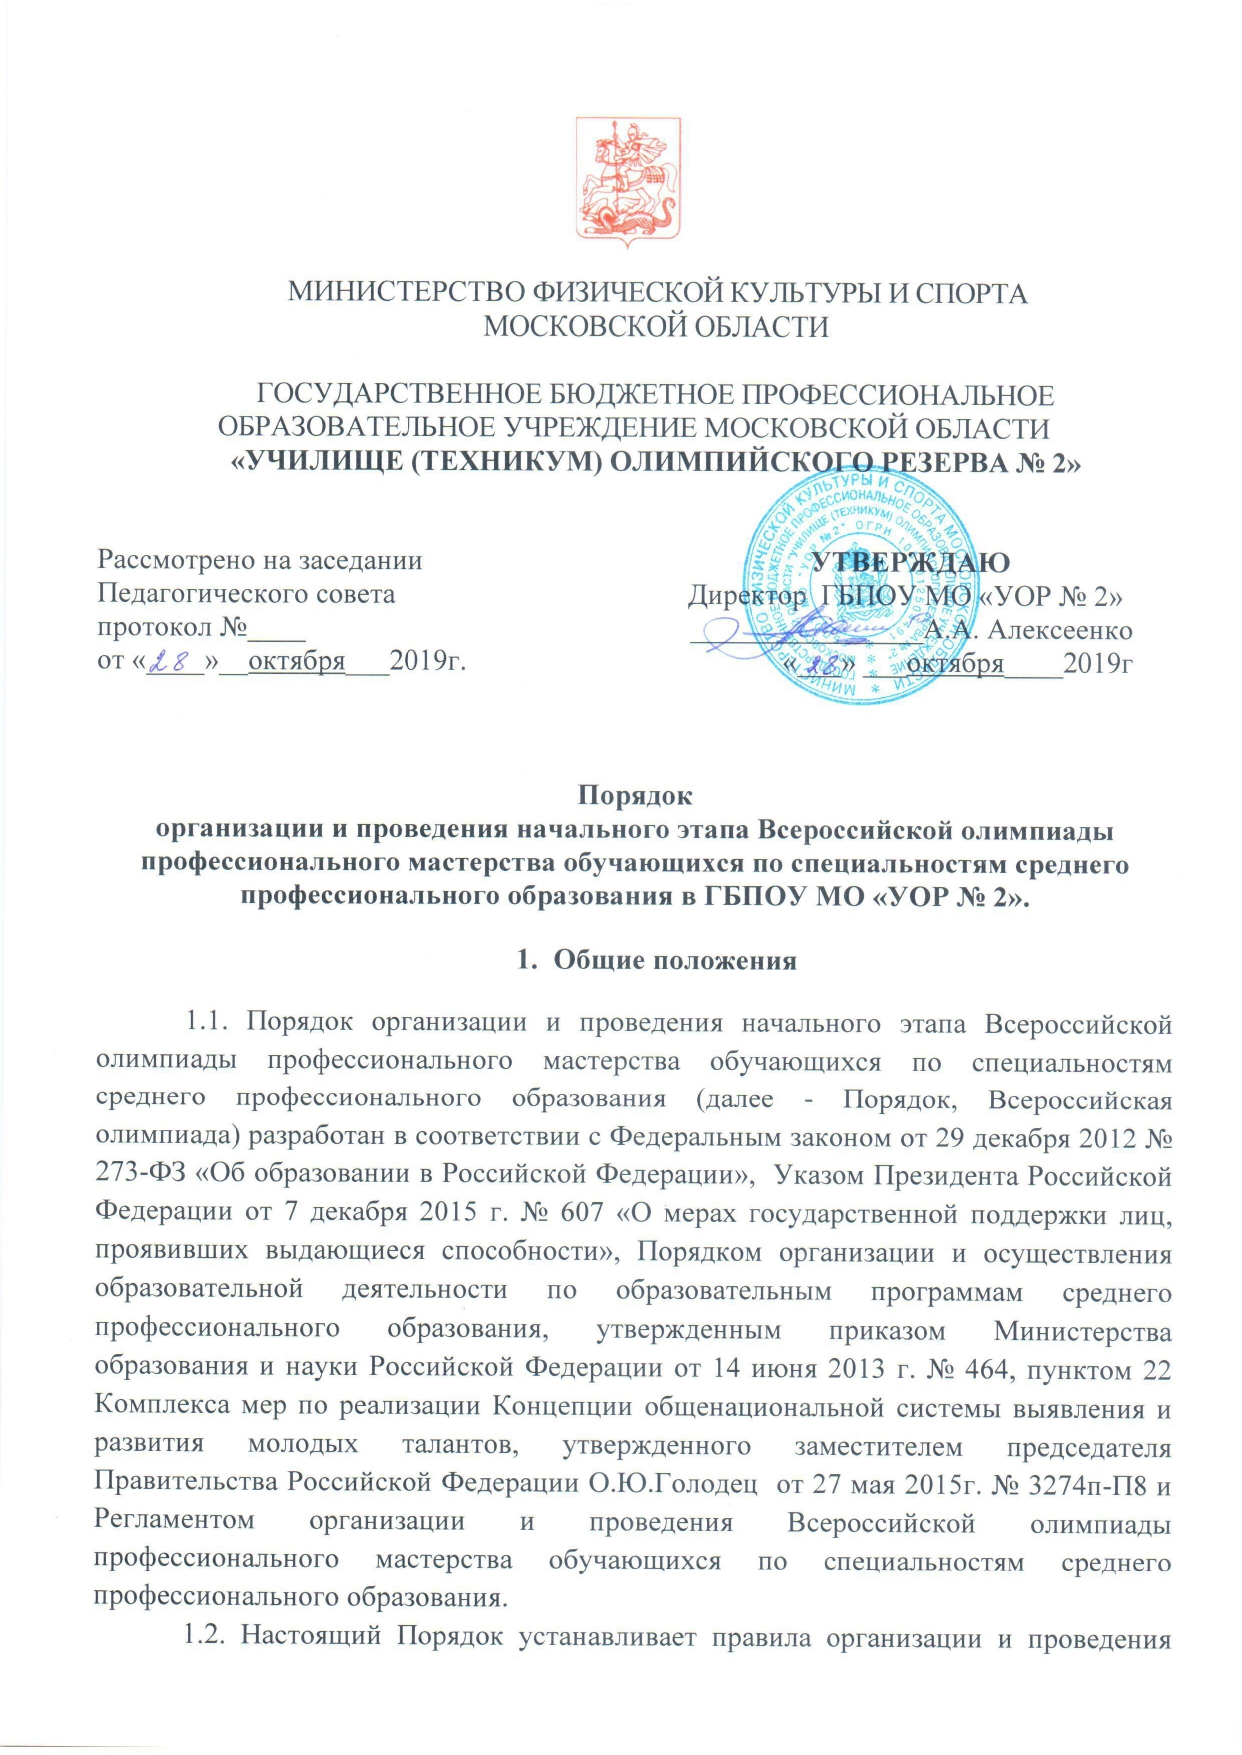 МИНИСТЕРСТВО ФИЗИЧЕСКОЙ КУЛЬТУРЫ И СПОРТА
МОСКОВСКОЙ ОБЛАСТИ
ГОСУДАРСТВЕННОЕ БЮДЖЕТНОЕ ПРОФЕССИОНАЛЬНОЕ
ОБРАЗОВАТЕЛЬНОЕ УЧРЕЖДЕНИЕ МОСКОВСКОЙ ОБЛАСТИ
«УЧИЛИЩЕ (ТЕХНИКУМ) ОЛИМПИЙСКОГО РЕЗЕРВА № 2»
Рассмотрено на заседании
Педагогического совета
протокол №____
от «28» __октября___2019г.
УТВЕРЖДАЮ
Директор ГБПОУ МО «УОР № 2»
________________А.А. Алексеенко
«28» ___октября____2019г
Порядок
организации и проведения начального этапа Всероссийской олимпиады
профессионального мастерства обучающихся по специальностям среднего
профессионального образования в ГБПОУ МО «УОР № 2».
1. Общие положения
1.1. Порядок организации и проведения начального этапа Всероссийской
олимпиады профессионального мастерства обучающихся по специальностям
среднего профессионального образования (далее - Порядок, Всероссийская
олимпиада) разработан в соответствии с Федеральным законом от 29 декабря 2012 №
273-ФЗ «Об образовании в Российской Федерации», Указом Президента Российской
Федерации от 7 декабря 2015 г. № 607 «О мерах государственной поддержки лиц,
проявивших выдающиеся способности», Порядком организации и осуществления
образовательной деятельности по образовательным программам среднего
профессионального образования, утвержденным приказом Министерства
образования и науки Российской Федерации от 14 июня 2013 г. № 464, пунктом 22
Комплекса мер по реализации Концепции общенациональной системы выявления и
развития молодых талантов, утвержденного заместителем председателя
Правительства Российской Федерации О.Ю.Голодец от 27 мая 2015г. № 3274п-П8 и
Регламентом организации и проведения Всероссийской олимпиады
профессионального мастерства обучающихся по специальностям среднего
профессионального образования.
1.2. Настоящий Порядок устанавливает правила организации и проведения